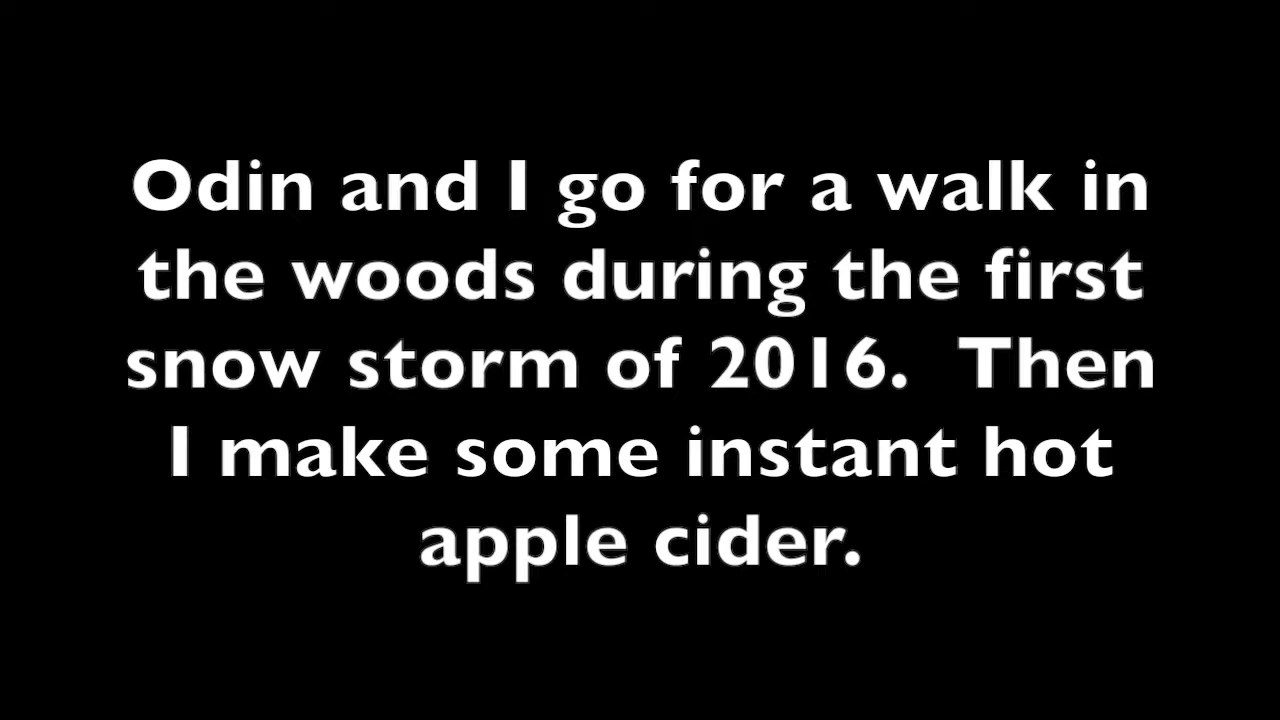 Odin and I go for a walk in
the woods during the first
snow storm of 2016.  Then
I make some instant hot
apple cider.